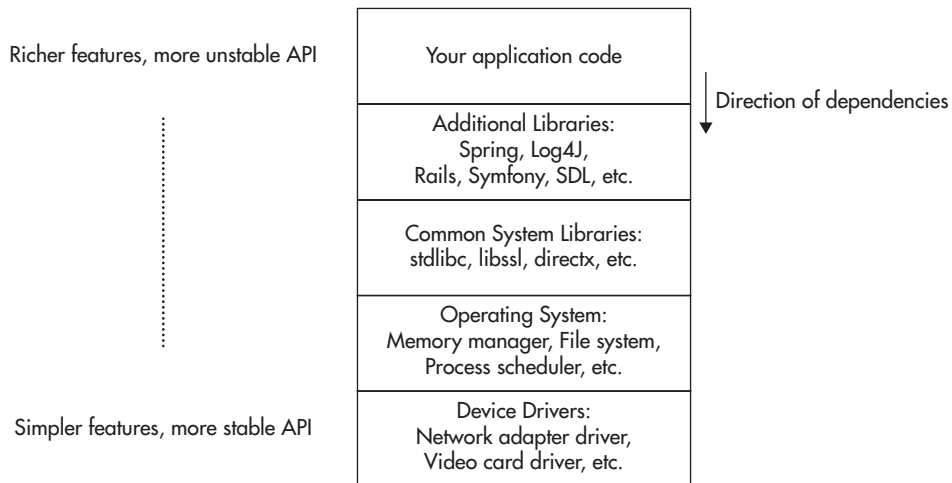 Richer features, more unstable API
Your application code
Direction of dependencies
Additional Libraries:
Spring, Log4J,
Rails, Symfony, SDL, etc.
Common System Libraries:
stdlibc, libssl, directx, etc.
Operating System:
Memory manager, File system,
Process scheduler, etc.
Simpler features, more stable API
Device Drivers:
Network adapter driver,
Video card driver, etc.